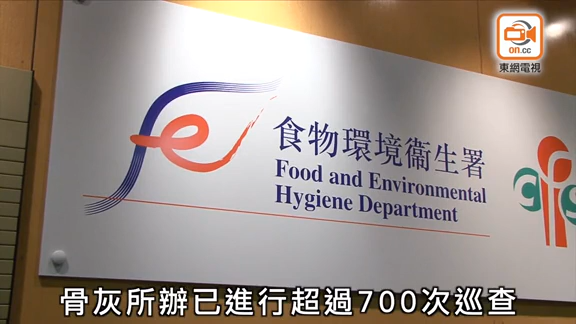 on.cc
東網電視
食物環境衞生署
Food and Environmental
Hygiene Department
cfs
骨灰所辦已進行超過700次巡查